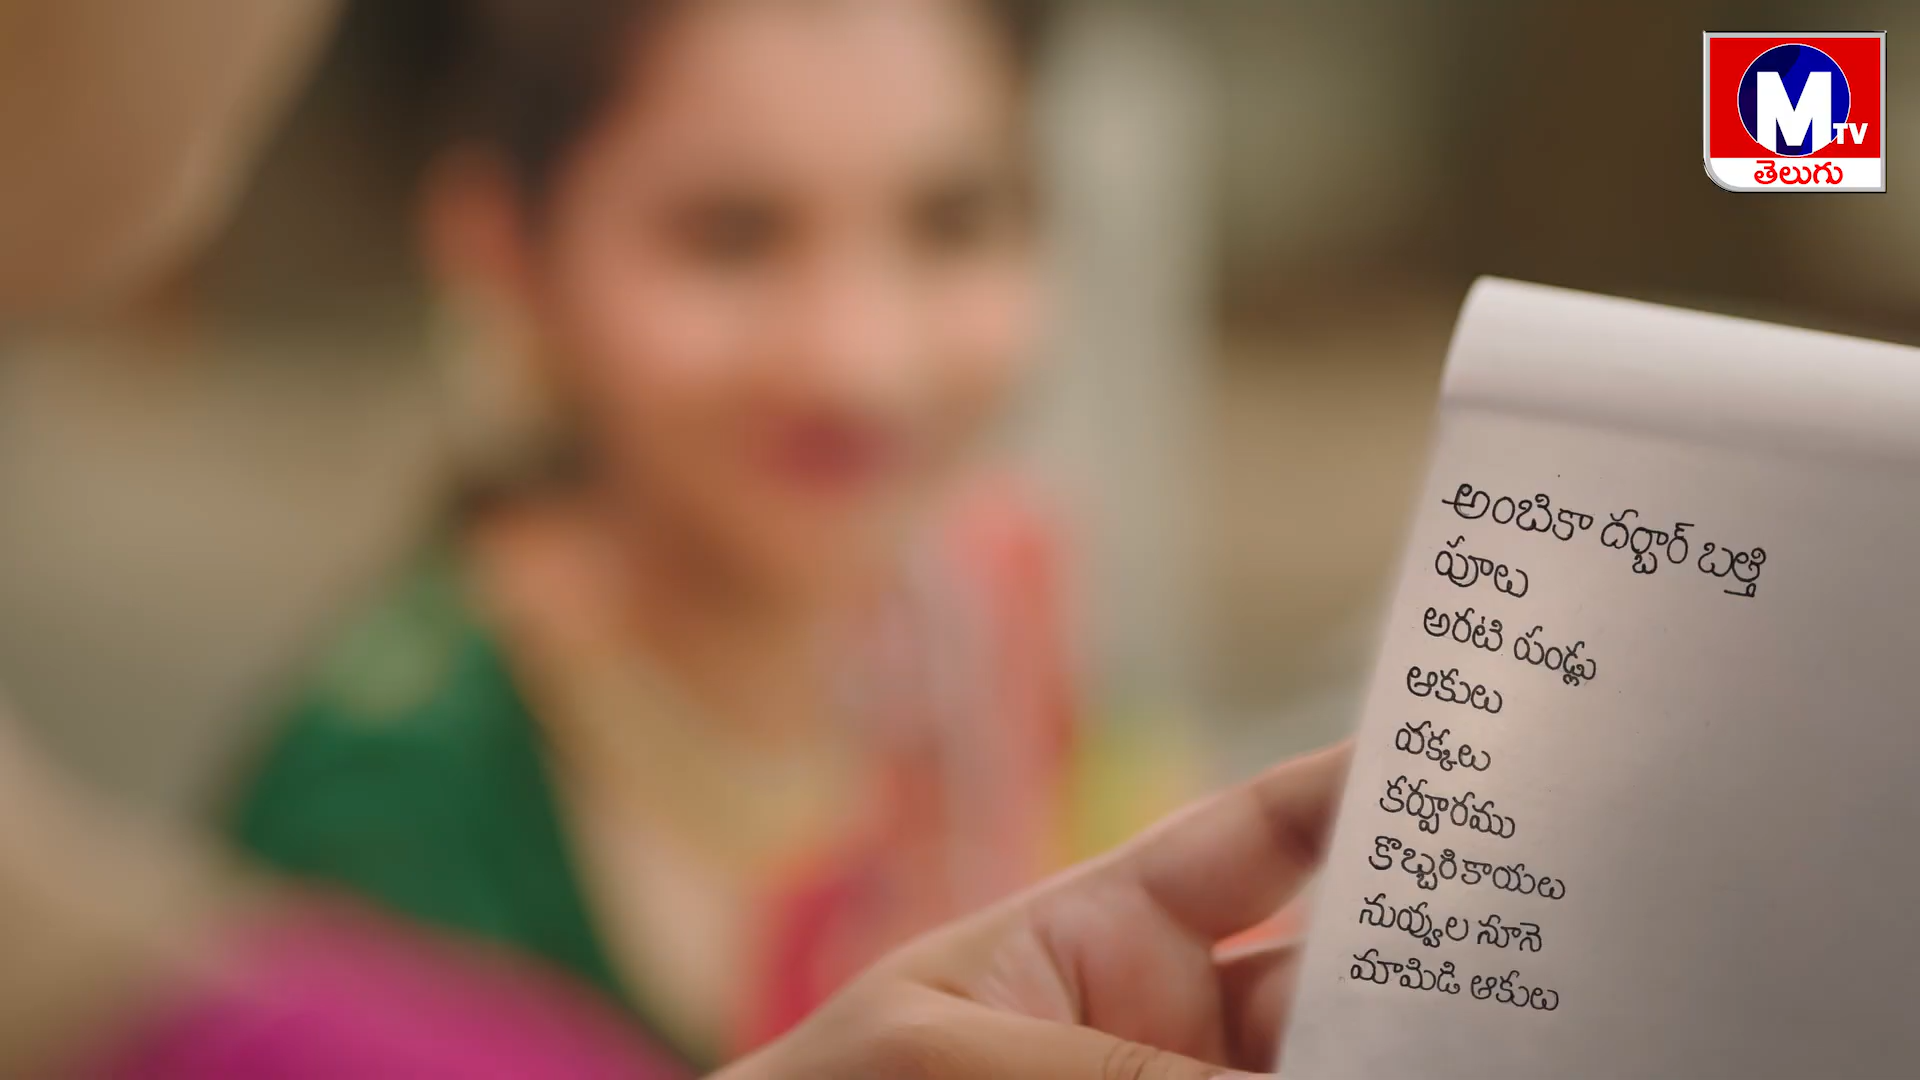 M TV
తెలుగు
అంబికా దర్బార్ బత్తి
పూలు
అరటి పండ్లు
ఆకులు
వక్కలు
కర్పూరము
కొబ్బరికాయలు
నువ్వుల నూనె
మామిడి ఆకులు